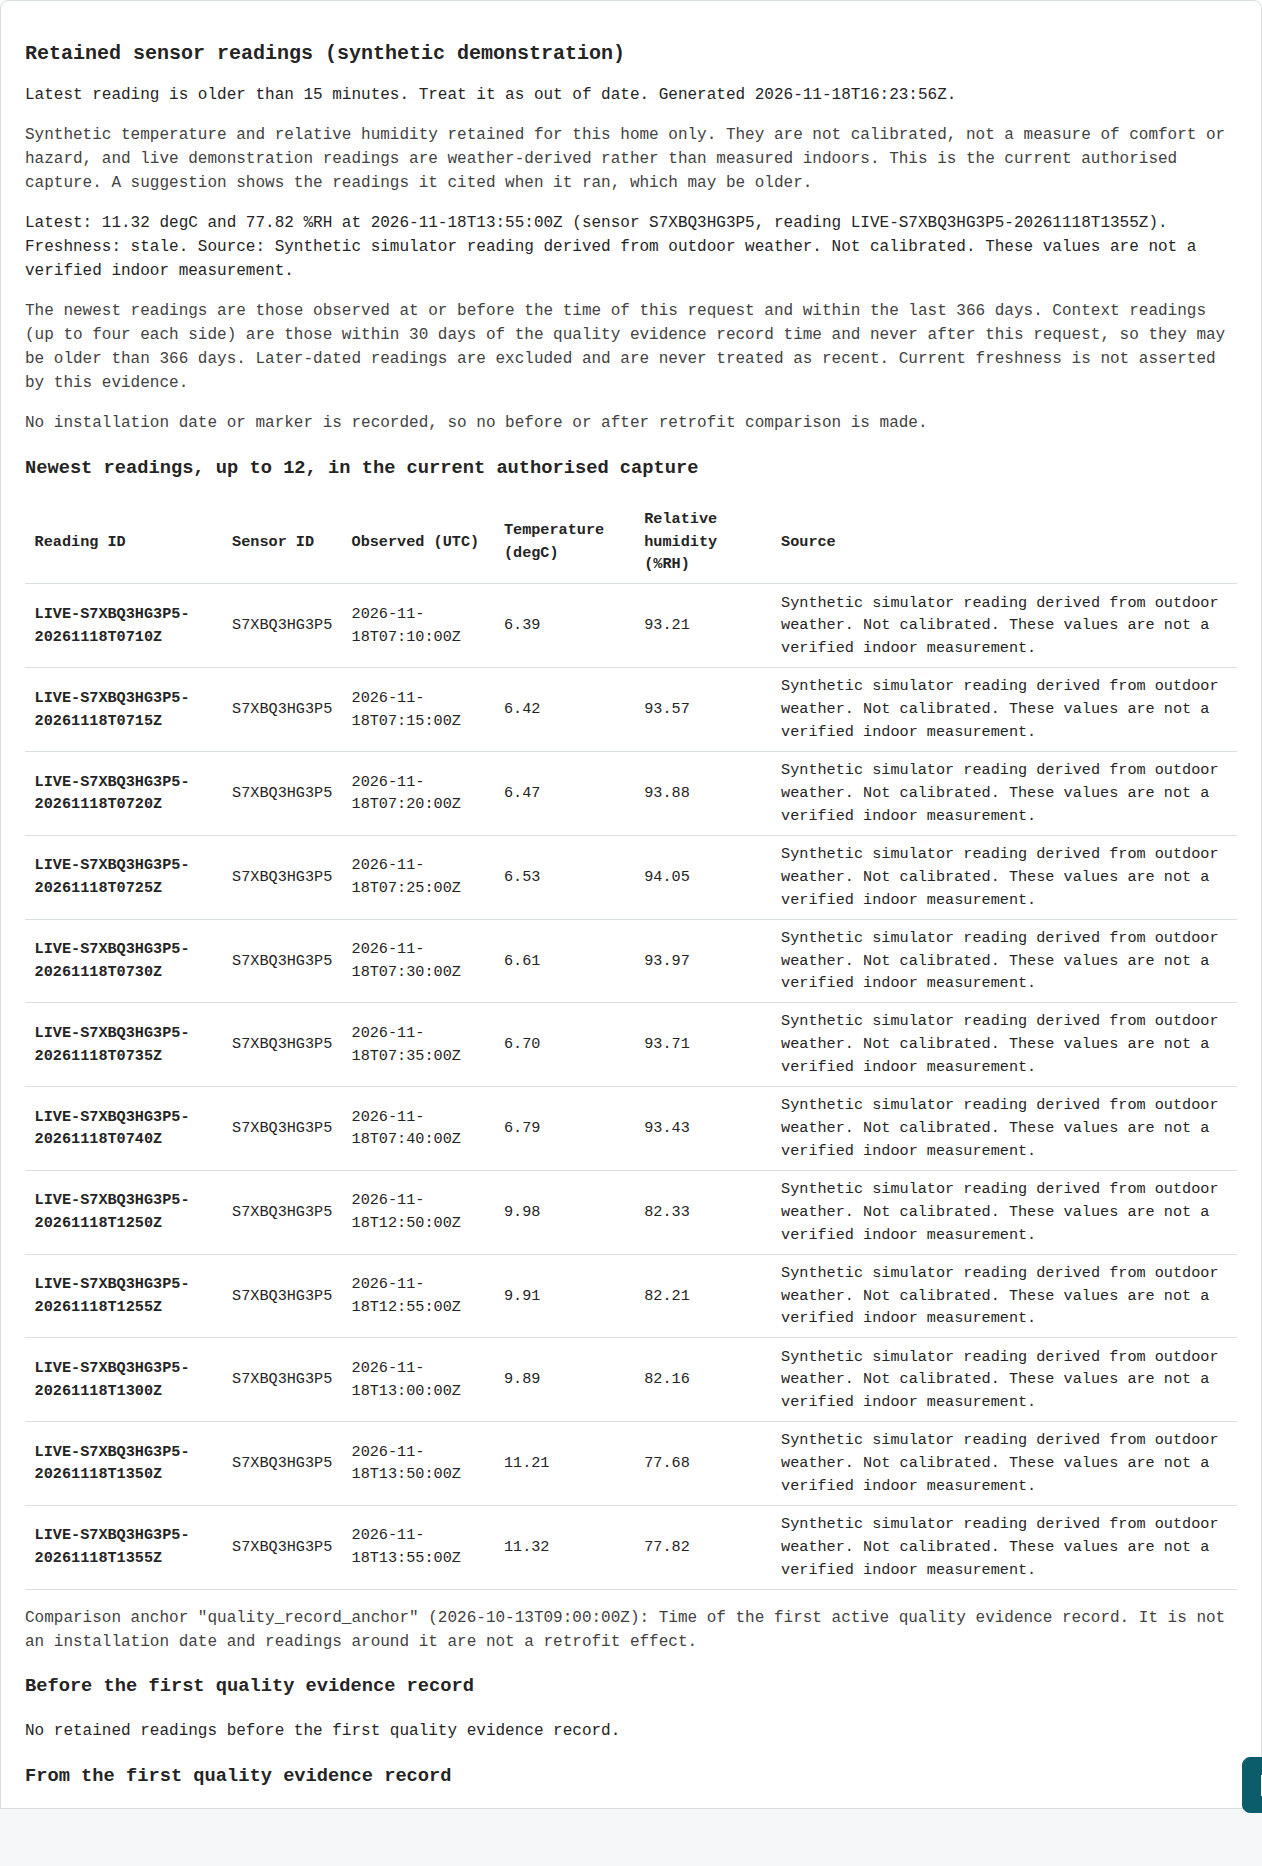 Retained sensor readings (synthetic demonstration)
Latest reading is older than 15 minutes. Treat it as out of date. Generated 2026-11-18T16:23:56Z.
Synthetic temperature and relative humidity retained for this home only. They are not calibrated, not a measure of comfort or
hazard, and live demonstration readings are weather-derived rather than measured indoors. This is the current authorised
capture. A suggestion shows the readings it cited when it ran, which may be older.
Latest: 11.32 degC and 77.82 %RH at 2026-11-18T13:55:00Z (sensor S7XBQ3HG3P5, reading LIVE-S7XBQ3HG3P5-20261118T1355Z).
Freshness: stale. Source: Synthetic simulator reading derived from outdoor weather. Not calibrated. These values are not a
verified indoor measurement.
The newest readings are those observed at or before the time of this request and within the last 366 days. Context readings
(up to four each side) are those within 30 days of the quality evidence record time and never after this request, so they may
be older than 366 days. Later-dated readings are excluded and are never treated as recent. Current freshness is not asserted
by this evidence.
No installation date or marker is recorded, so no before or after retrofit comparison is made.
Newest readings, up to 12, in the current authorised capture
Reading ID Sensor ID Observed (UTC) Temperature (degC) Relative humidity (%RH) Source
LIVE-S7XBQ3HG3P5-20261118T0710Z S7XBQ3HG3P5 2026-11-18T07:10:00Z 6.39 93.21 Synthetic simulator reading derived from outdoor weather. Not calibrated. These values are not a verified indoor measurement.
LIVE-S7XBQ3HG3P5-20261118T0715Z S7XBQ3HG3P5 2026-11-18T07:15:00Z 6.42 93.57 Synthetic simulator reading derived from outdoor weather. Not calibrated. These values are not a verified indoor measurement.
LIVE-S7XBQ3HG3P5-20261118T0720Z S7XBQ3HG3P5 2026-11-18T07:20:00Z 6.47 93.88 Synthetic simulator reading derived from outdoor weather. Not calibrated. These values are not a verified indoor measurement.
LIVE-S7XBQ3HG3P5-20261118T0725Z S7XBQ3HG3P5 2026-11-18T07:25:00Z 6.53 94.05 Synthetic simulator reading derived from outdoor weather. Not calibrated. These values are not a verified indoor measurement.
LIVE-S7XBQ3HG3P5-20261118T0730Z S7XBQ3HG3P5 2026-11-18T07:30:00Z 6.61 93.97 Synthetic simulator reading derived from outdoor weather. Not calibrated. These values are not a verified indoor measurement.
LIVE-S7XBQ3HG3P5-20261118T0735Z S7XBQ3HG3P5 2026-11-18T07:35:00Z 6.70 93.71 Synthetic simulator reading derived from outdoor weather. Not calibrated. These values are not a verified indoor measurement.
LIVE-S7XBQ3HG3P5-20261118T0740Z S7XBQ3HG3P5 2026-11-18T07:40:00Z 6.79 93.43 Synthetic simulator reading derived from outdoor weather. Not calibrated. These values are not a verified indoor measurement.
LIVE-S7XBQ3HG3P5-20261118T1250Z S7XBQ3HG3P5 2026-11-18T12:50:00Z 9.98 82.33 Synthetic simulator reading derived from outdoor weather. Not calibrated. These values are not a verified indoor measurement.
LIVE-S7XBQ3HG3P5-20261118T1255Z S7XBQ3HG3P5 2026-11-18T12:55:00Z 9.91 82.21 Synthetic simulator reading derived from outdoor weather. Not calibrated. These values are not a verified indoor measurement.
LIVE-S7XBQ3HG3P5-20261118T1300Z S7XBQ3HG3P5 2026-11-18T13:00:00Z 9.89 82.16 Synthetic simulator reading derived from outdoor weather. Not calibrated. These values are not a verified indoor measurement.
LIVE-S7XBQ3HG3P5-20261118T1350Z S7XBQ3HG3P5 2026-11-18T13:50:00Z 11.21 77.68 Synthetic simulator reading derived from outdoor weather. Not calibrated. These values are not a verified indoor measurement.
LIVE-S7XBQ3HG3P5-20261118T1355Z S7XBQ3HG3P5 2026-11-18T13:55:00Z 11.32 77.82 Synthetic simulator reading derived from outdoor weather. Not calibrated. These values are not a verified indoor measurement.
Comparison anchor "quality_record_anchor" (2026-10-13T09:00:00Z): Time of the first active quality evidence record. It is not
an installation date and readings around it are not a retrofit effect.
Before the first quality evidence record
No retained readings before the first quality evidence record.
From the first quality evidence record